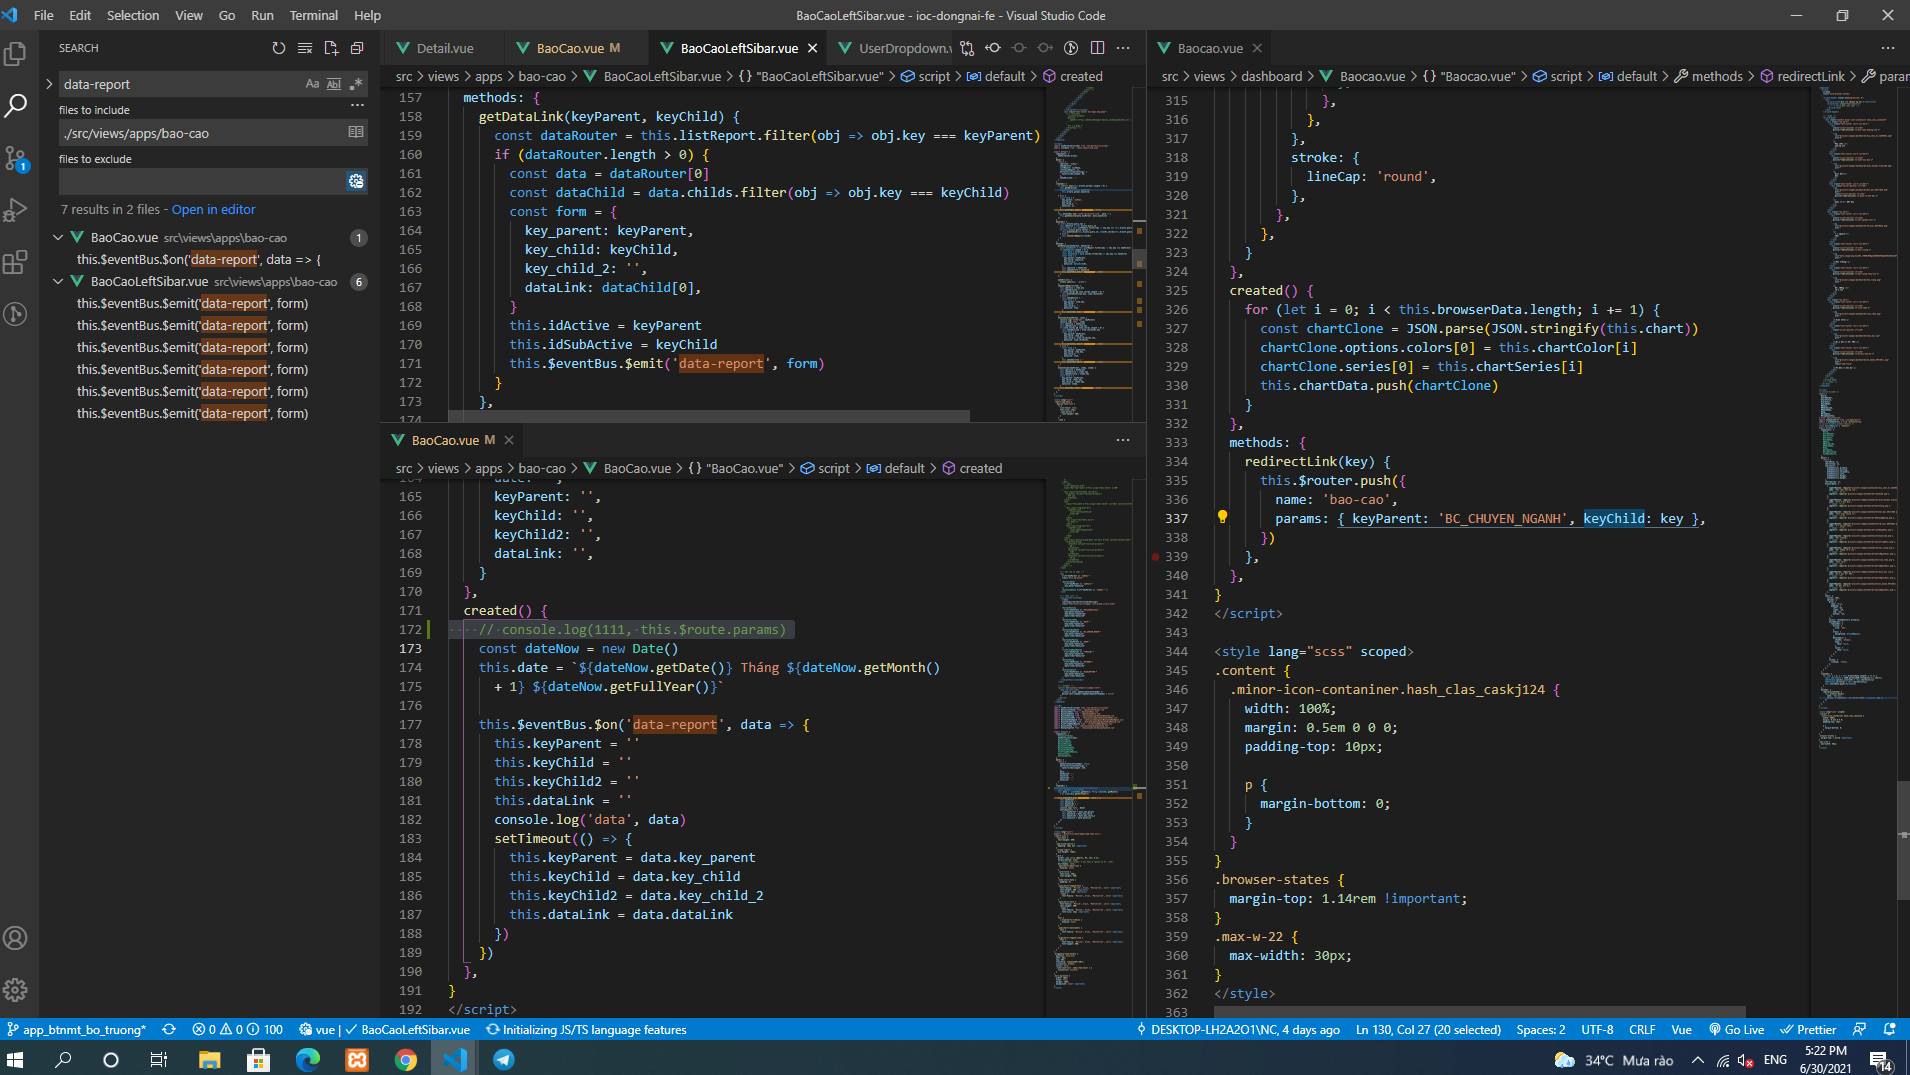 File Edit Selection View Go Run Terminal Help
BaoCaoLeftSibar.vue - ioc-dongnai-fe - Visual Studio Code
SEARCH
data-report
Aa Ab .*
files to include
./src/views/apps/bao-cao
files to exclude
7 results in 2 files - Open in editor
BaoCao.vue src\views\apps\bao-cao 1
this.$eventBus.$on('data-report', data => {
BaoCaoLeftSibar.vue src\views\apps\bao-cao 6
this.$eventBus.$emit('data-report', form)
this.$eventBus.$emit('data-report', form)
this.$eventBus.$emit('data-report', form)
this.$eventBus.$emit('data-report', form)
this.$eventBus.$emit('data-report', form)
this.$eventBus.$emit('data-report', form)
Detail.vue BaoCao.vue M BaoCaoLeftSibar.vue UserDropdown.v
src > views > apps > bao-cao > BaoCaoLeftSibar.vue > {} "BaoCaoLeftSibar.vue" > script > default > created
157 methods: {
158 getDataLink(keyParent, keyChild) {
159 const dataRouter = this.listReport.filter(obj => obj.key === keyParent)
160 if (dataRouter.length > 0) {
161 const data = dataRouter[0]
162 const dataChild = data.childs.filter(obj => obj.key === keyChild)
163 const form = {
164 key_parent: keyParent,
165 key_child: keyChild,
166 key_child_2: '',
167 dataLink: dataChild[0],
168 }
169 this.idActive = keyParent
170 this.idSubActive = keyChild
171 this.$eventBus.$emit('data-report', form)
172 }
173 },
174
BaoCao.vue M
src > views > apps > bao-cao > BaoCao.vue > {} "BaoCao.vue" > script > default > created
165 keyParent: '',
166 keyChild: '',
167 keyChild2: '',
168 dataLink: '',
169 }
170 },
171 created() {
172 // console.log(1111, this.$route.params)
173 const dateNow = new Date()
174 this.date = `${dateNow.getDate()} Tháng ${dateNow.getMonth()
175 + 1} ${dateNow.getFullYear()}`
176
177 this.$eventBus.$on('data-report', data => {
178 this.keyParent = ''
179 this.keyChild = ''
180 this.keyChild2 = ''
181 this.dataLink = ''
182 console.log('data', data)
183 setTimeout(() => {
184 this.keyParent = data.key_parent
185 this.keyChild = data.key_child
186 this.keyChild2 = data.key_child_2
187 this.dataLink = data.dataLink
188 })
189 })
190 },
191 }
192 </script>
Baocao.vue
src > views > dashboard > Baocao.vue > {} "Baocao.vue" > script > default > methods > redirectLink > param
315 },
316 },
317 },
318 stroke: {
319 lineCap: 'round',
320 },
321 },
322 },
323 }
324 },
325 created() {
326 for (let i = 0; i < this.browserData.length; i += 1) {
327 const chartClone = JSON.parse(JSON.stringify(this.chart))
328 chartClone.options.colors[0] = this.chartColor[i]
329 chartClone.series[0] = this.chartSeries[i]
330 this.chartData.push(chartClone)
331 }
332 },
333 methods: {
334 redirectLink(key) {
335 this.$router.push({
336 name: 'bao-cao',
337 params: { keyParent: 'BC_CHUYEN_NGANH', keyChild: key },
338 })
339 },
340 },
341 }
342 </script>
343
344 <style lang="scss" scoped>
345 .content {
346 .minor-icon-contaniner.hash_clas_caskj124 {
347 width: 100%;
348 margin: 0.5em 0 0 0;
349 padding-top: 10px;
350
351 p {
352 margin-bottom: 0;
353 }
354 }
355 }
356 .browser-states {
357 margin-top: 1.14rem !important;
358 }
359 .max-w-22 {
360 max-width: 30px;
361 }
362 </style>
363
app_btnmt_bo_truong* 0 0 100 vue | BaoCaoLeftSibar.vue Initializing JS/TS language features
DESKTOP-LH2A2O1\NC, 4 days ago Ln 130, Col 27 (20 selected) Spaces: 2 UTF-8 CRLF Vue Go Live Prettier
34°C Mưa rào ENG
5:22 PM
6/30/2021
14